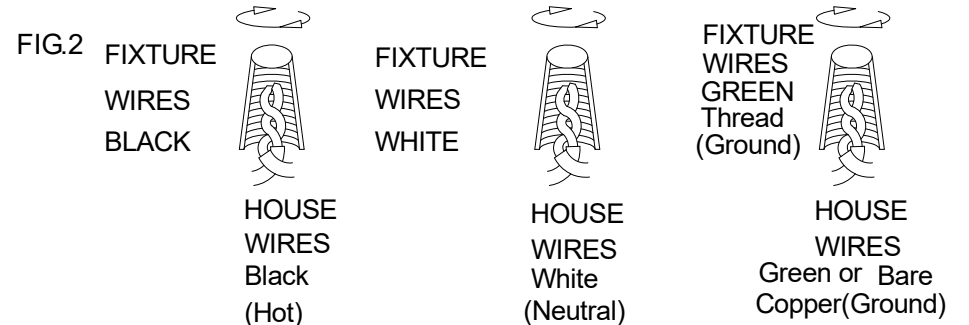 FIG.2
FIXTURE
WIRES
BLACK
HOUSE
WIRES
Black
(Hot)
FIXTURE
WIRES
WHITE
HOUSE
WIRES
White
(Neutral)
FIXTURE
WIRES
GREEN
Thread
(Ground)
HOUSE
WIRES
Green or Bare
Copper(Ground)